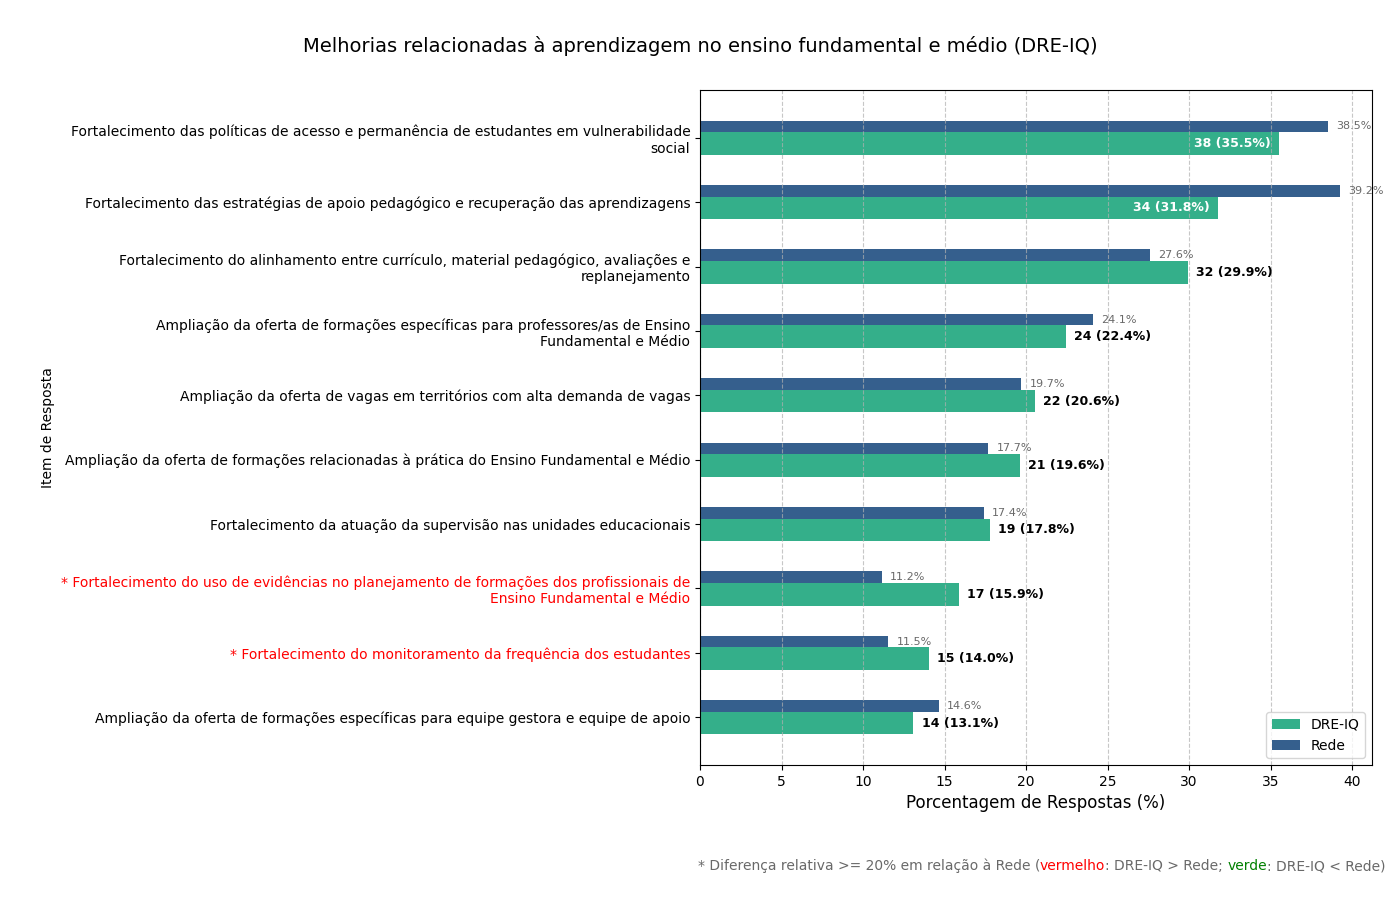 Melhorias relacionadas à aprendizagem no ensino fundamental e médio (DRE-IQ)
Item de Resposta
Fortalecimento das políticas de acesso e permanência de estudantes em vulnerabilidade
social
38.5%
38 (35.5%)
Fortalecimento das estratégias de apoio pedagógico e recuperação das aprendizagens
39.2%
34 (31.8%)
Fortalecimento do alinhamento entre currículo, material pedagógico, avaliações e
replanejamento
27.6%
32 (29.9%)
Ampliação da oferta de formações específicas para professores/as de Ensino
Fundamental e Médio
24.1%
24 (22.4%)
Ampliação da oferta de vagas em territórios com alta demanda de vagas
19.7%
22 (20.6%)
Ampliação da oferta de formações relacionadas à prática do Ensino Fundamental e Médio
17.7%
21 (19.6%)
Fortalecimento da atuação da supervisão nas unidades educacionais
17.4%
19 (17.8%)
* Fortalecimento do uso de evidências no planejamento de formações dos profissionais de
Ensino Fundamental e Médio
11.2%
17 (15.9%)
* Fortalecimento do monitoramento da frequência dos estudantes
11.5%
15 (14.0%)
Ampliação da oferta de formações específicas para equipe gestora e equipe de apoio
14.6%
14 (13.1%)
DRE-IQ
Rede
0 5 10 15 20 25 30 35 40
Porcentagem de Respostas (%)
* Diferença relativa >= 20% em relação à Rede (vermelho: DRE-IQ > Rede; verde: DRE-IQ < Rede)